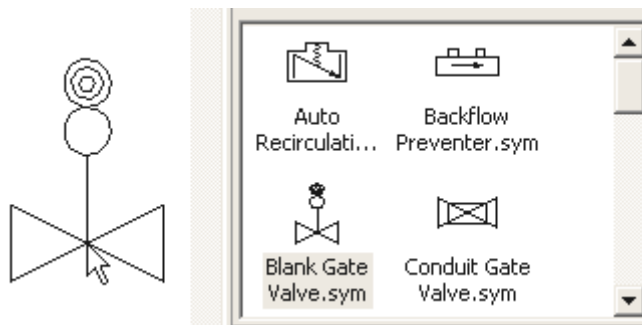 Auto
Recirculati...
Backflow
Preventer.sym
Blank Gate
Valve.sym
Conduit Gate
Valve.sym